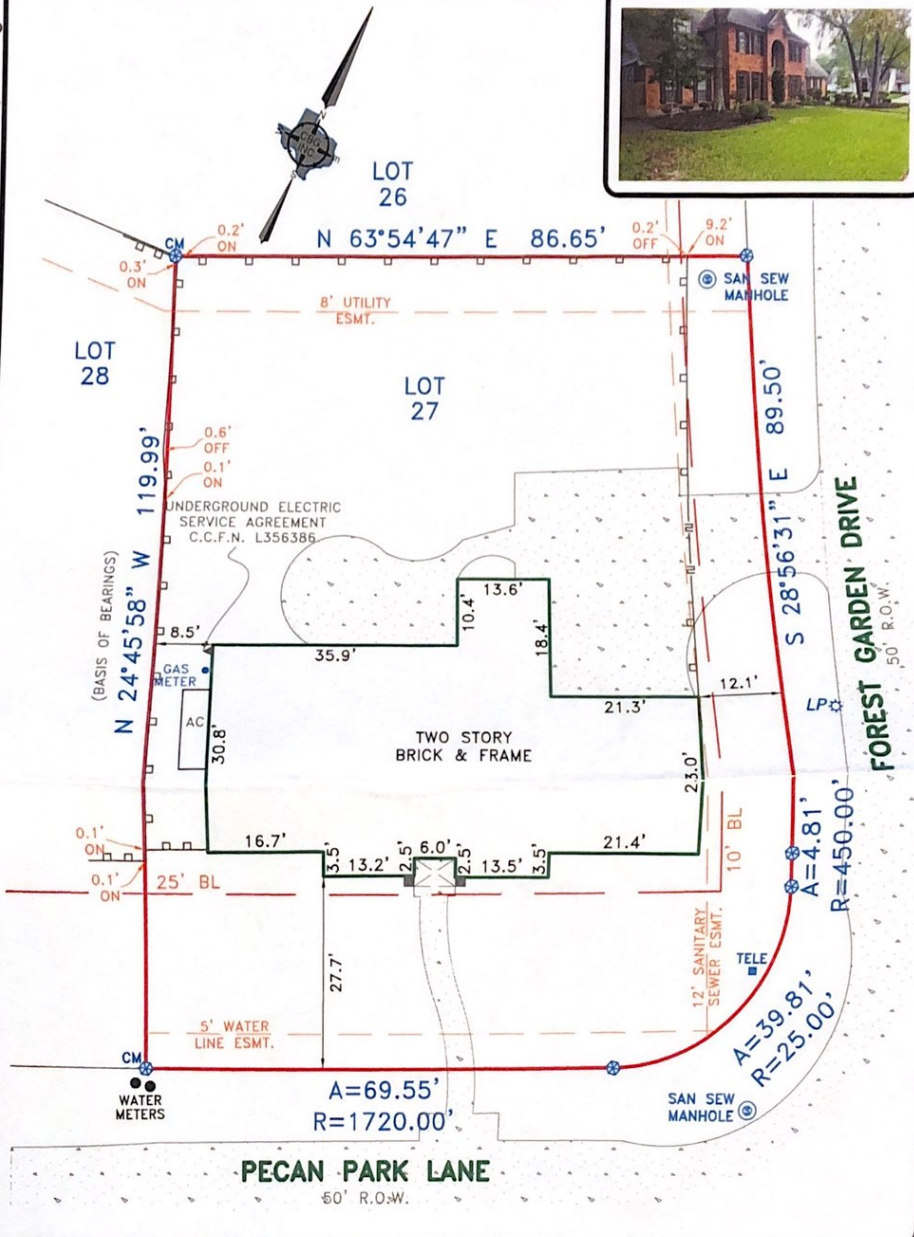 CBG
INC
LOT
26
N 63°54'47" E 86.65'
CM
0.2'
ON
0.3'
ON
0.2'
OFF
9.2'
ON
SAN SEW
MANHOLE
8' UTILITY
ESMT.
LOT
28
LOT
27
N 24°45'58" W 119.99'
(BASIS OF BEARINGS)
0.6'
OFF
0.1'
ON
UNDERGROUND ELECTRIC
SERVICE AGREEMENT
C.C.F.N. L356386
S 28°56'31" E 89.50'
FOREST GARDEN DRIVE
50' R.O.W.
8.5'
GAS
METER
AC
35.9'
10.4'
13.6'
18.4'
21.3'
12.1'
LP
30.8'
TWO STORY
BRICK & FRAME
23.0'
16.7'
3.5'
13.2'
2.5'
6.0'
2.5'
13.5'
3.5'
21.4'
10' BL
A=4.81'
R=450.00'
0.1'
ON
0.1'
ON
25' BL
27.7'
12' SANITARY
SEWER ESMT.
TELE
A=39.81'
R=25.00'
5' WATER
LINE ESMT.
CM
WATER
METERS
A=69.55'
R=1720.00'
SAN SEW
MANHOLE
PECAN PARK LANE
50' R.O.W.